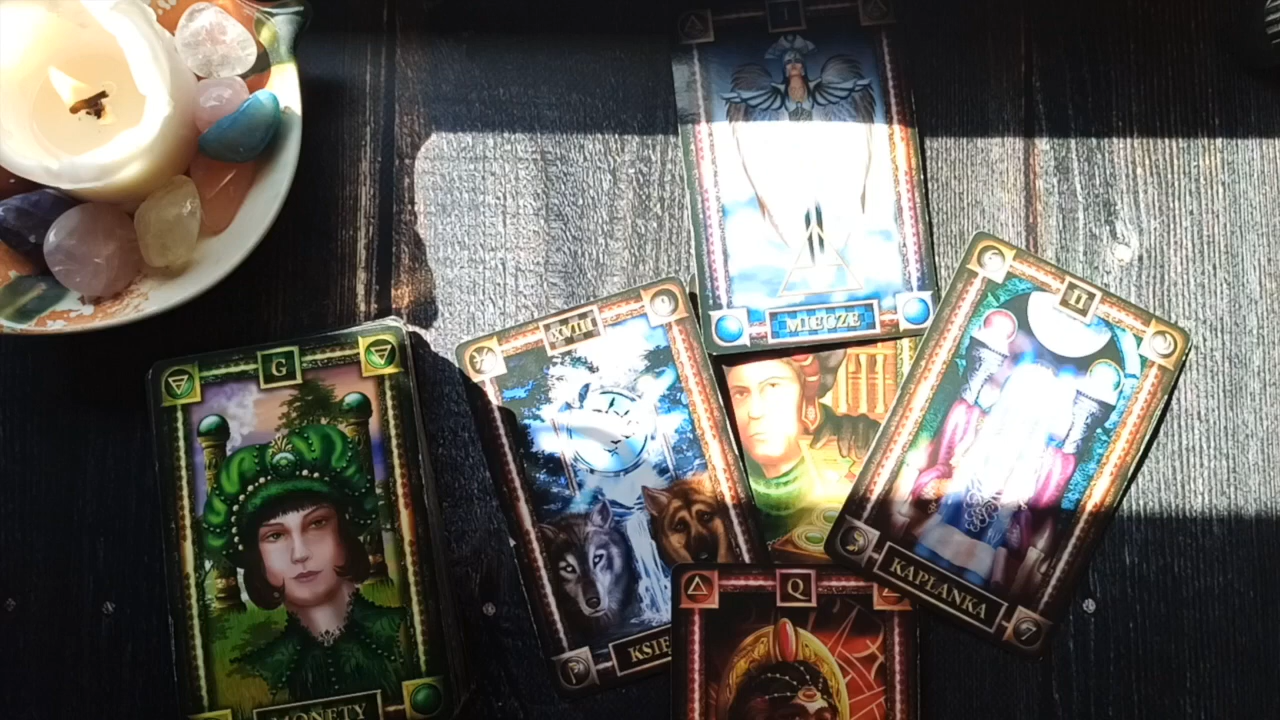 I
MIECZE
II
KAPŁANKA
XVIII
KSIĘ
G
MONETY
Q